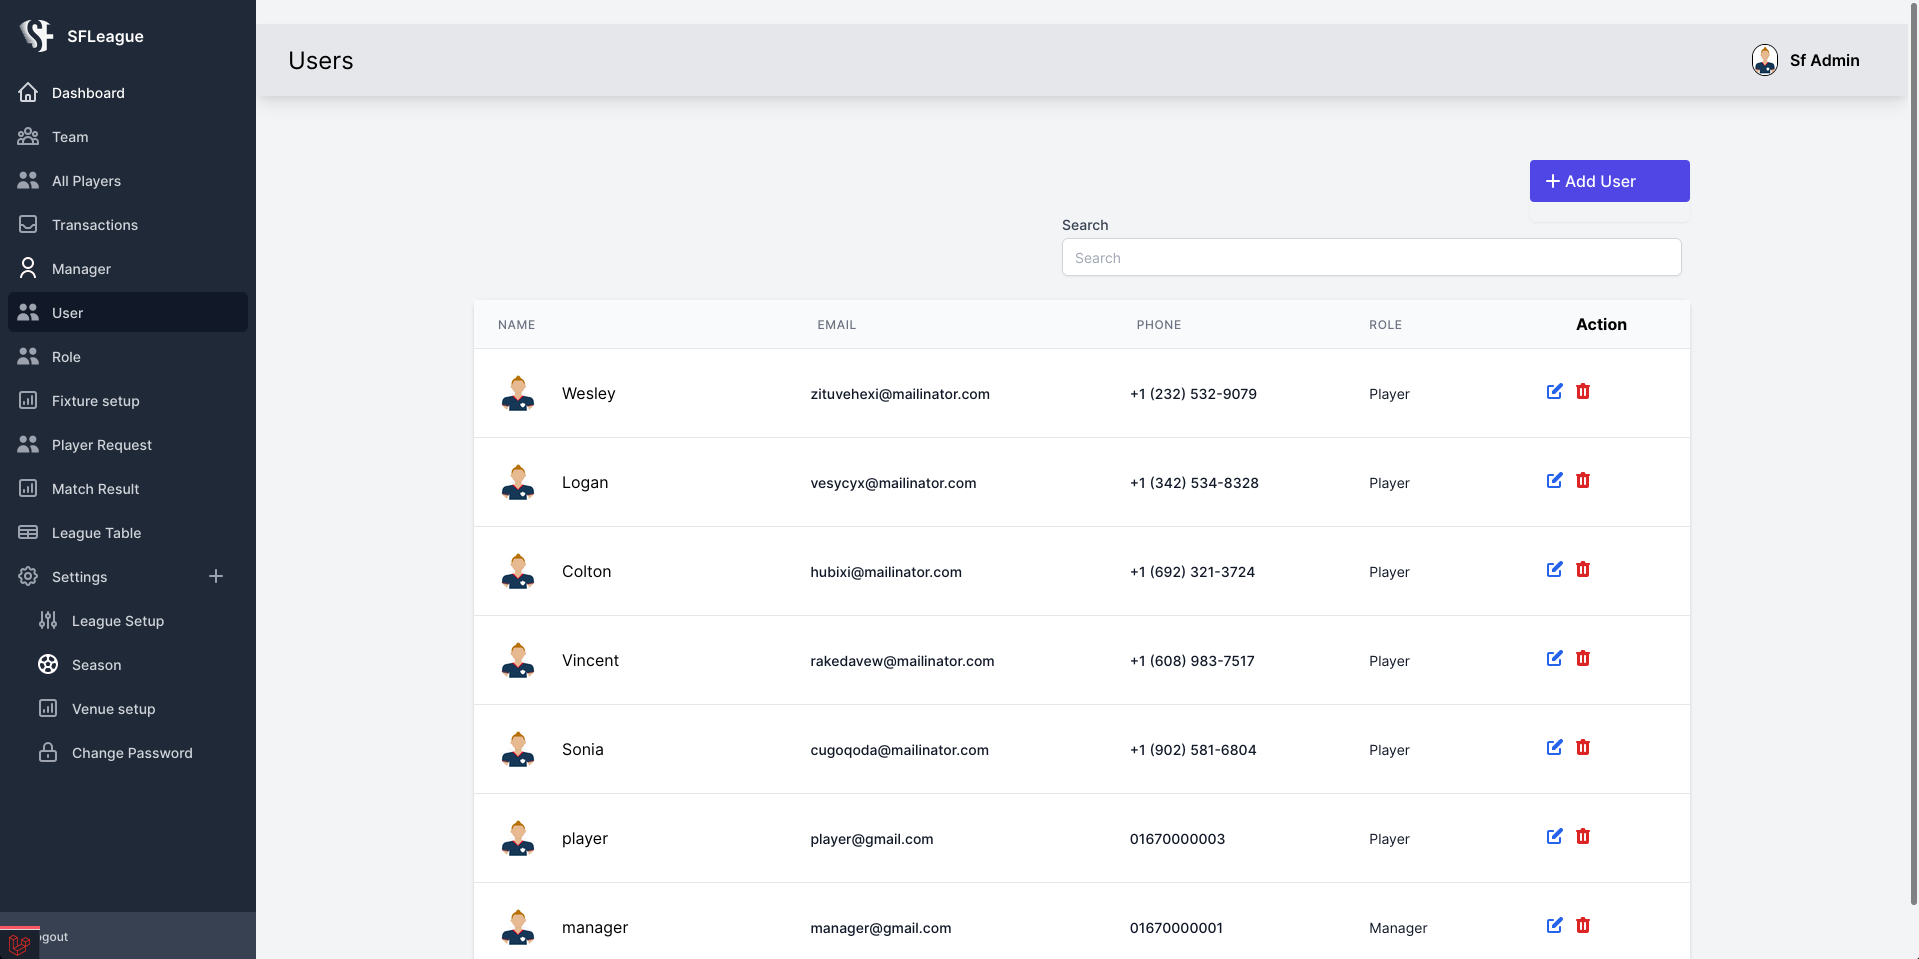 SFLeague
Dashboard
Team
All Players
Transactions
Manager
User
Role
Fixture setup
Player Request
Match Result
League Table
Settings
League Setup
Season
Venue setup
Change Password
Users
Sf Admin
Add User
Search
Search
NAME EMAIL PHONE ROLE Action
Wesley zituvehexi@mailinator.com +1 (232) 532-9079 Player
Logan vesycyx@mailinator.com +1 (342) 534-8328 Player
Colton hubixi@mailinator.com +1 (692) 321-3724 Player
Vincent rakedavew@mailinator.com +1 (608) 983-7517 Player
Sonia cugoqoda@mailinator.com +1 (902) 581-6804 Player
player player@gmail.com 01670000003 Player
manager manager@gmail.com 01670000001 Manager